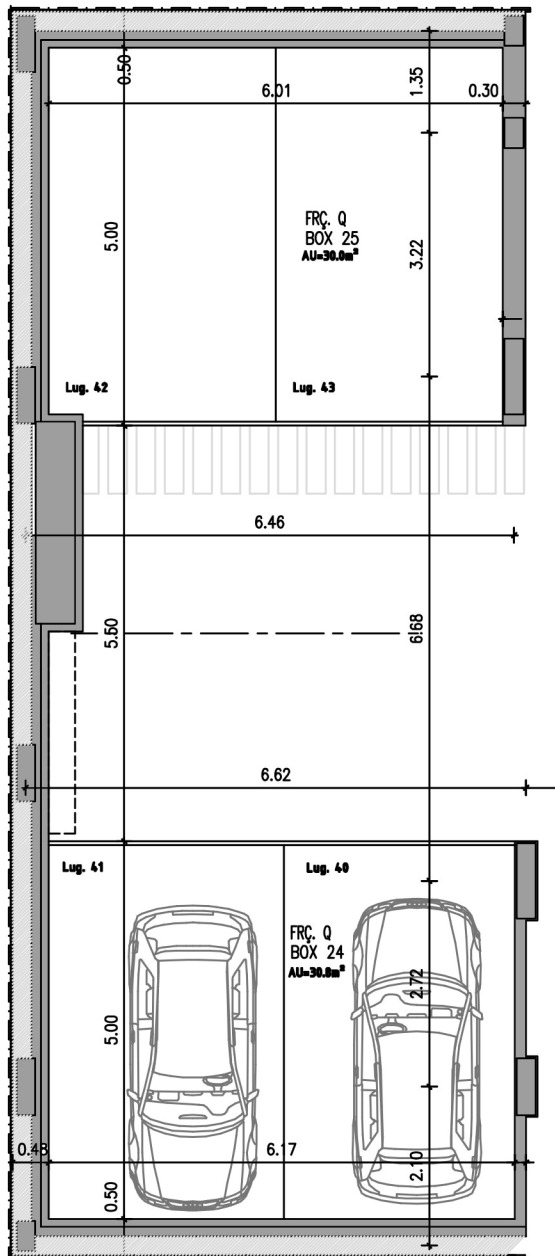 0.50
1.35
6.01
0.30
5.00
FRÇ. Q
BOX 25
AU=30.0m²
3.22
Lug. 42
Lug. 43
6.46
5.50
6.68
6.62
Lug. 41
Lug. 40
FRÇ. Q
BOX 24
AU=30.8m²
2.72
5.00
0.48
6.17
2.10
0.50